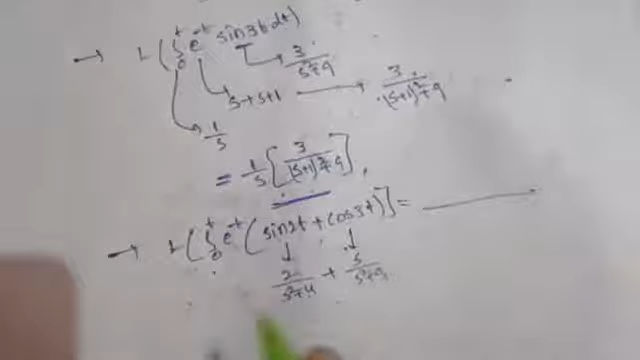 → L(∫₀ᵗ e⁻ᵗ sin3t dt)
3/(s²+9)
s→s+1 → 3/((s+1)²+9)
1/s
= 1/s [3/((s+1)²+9)],
→ L(∫₀ᵗ e⁻ᵗ (sin2t + cos3t)] = ________
2/(s²+4) + s/(s²+9)